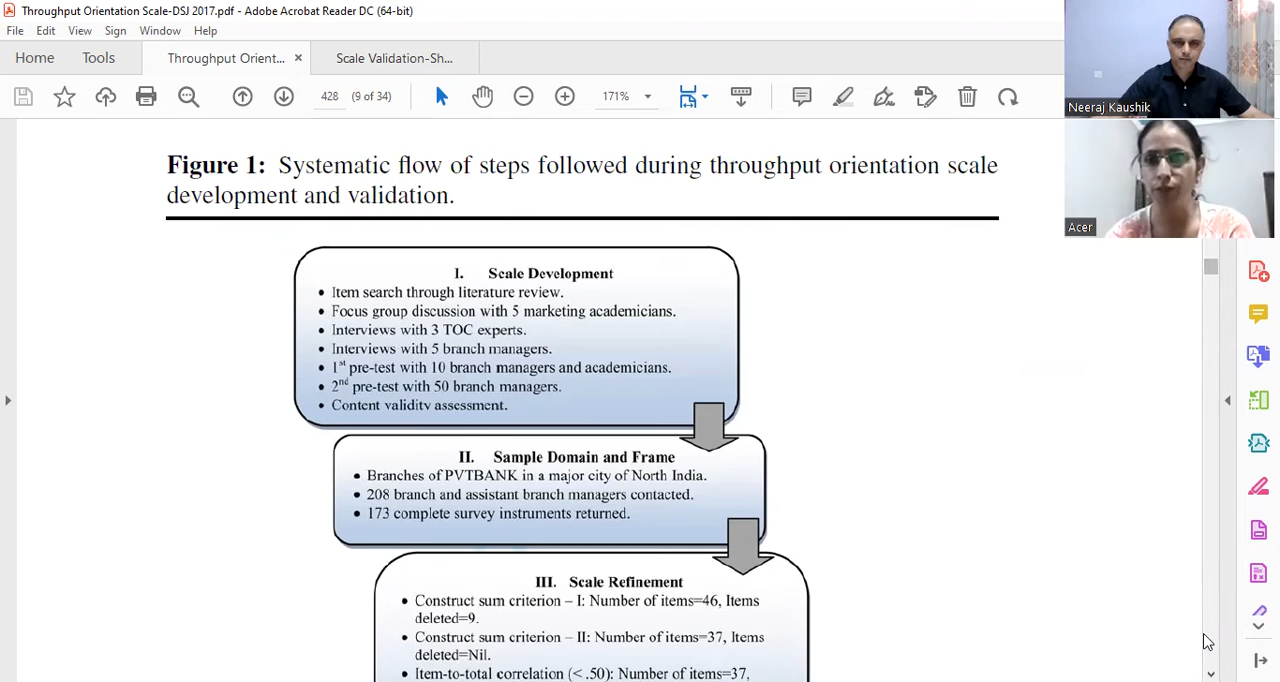 Throughput Orientation Scale-DSJ 2017.pdf - Adobe Acrobat Reader DC (64-bit)
File Edit View Sign Window Help
Home Tools Throughput Orient... × Scale Validation-Sh...
428 (9 of 34) 171%
Neeraj Kaushik
Acer
Figure 1: Systematic flow of steps followed during throughput orientation scale
development and validation.
I. Scale Development
• Item search through literature review.
• Focus group discussion with 5 marketing academicians.
• Interviews with 3 TOC experts.
• Interviews with 5 branch managers.
• 1st pre-test with 10 branch managers and academicians.
• 2nd pre-test with 50 branch managers.
• Content validity assessment.
II. Sample Domain and Frame
• Branches of PVTBANK in a major city of North India.
• 208 branch and assistant branch managers contacted.
• 173 complete survey instruments returned.
III. Scale Refinement
• Construct sum criterion – I: Number of items=46, Items
deleted=9.
• Construct sum criterion – II: Number of items=37, Items
deleted=Nil.
• Item-to-total correlation (< .50): Number of items=37,